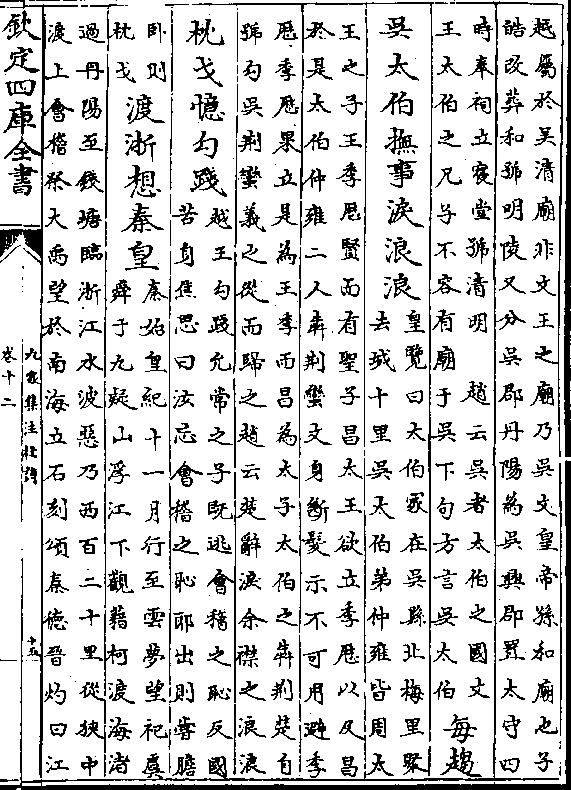 越屬於吳清廟非文王之廟乃吳文皇帝孫和廟也子
皓改葬和號明陵又分吳郡丹陽為吳興郡置太守四
時奉祠立寢堂號清明　趙云吳者太伯之國文
王太伯之兄子不容有廟于吳下句方言吳太伯
每趨
吳太伯撫事淚浪浪
皇覽曰太伯冢在吳縣北梅里聚
去城十里吳太伯弟仲雍皆周太
王之子王季歷賢而有聖子昌太王欲立季歷以及昌
於是太伯仲雍二人犇荆蠻文身斷髮示不可用避季
歷季歷果立是為王季而昌為太子太伯之犇荆楚自
號勾吳荆蠻義之從而歸之趙云楚辭淚余襟之浪浪
枕戈憶勾踐
越王勾踐允常之子既逃會稽之恥反國
苦身焦思曰汝忘會稽之恥耶出則嘗膽
臥則
枕戈
渡浙想秦皇
秦始皇紀十一月行至雲夢望祀虞
舜于九疑山浮江下觀藉柯渡海渚
過丹陽至錢塘臨浙江水波惡乃西百二十里從狹中
渡上會稽祭大禹望於南海立石刻頌秦德晉灼曰江
欽定四庫全書
九家集注杜詩
卷十二
十五